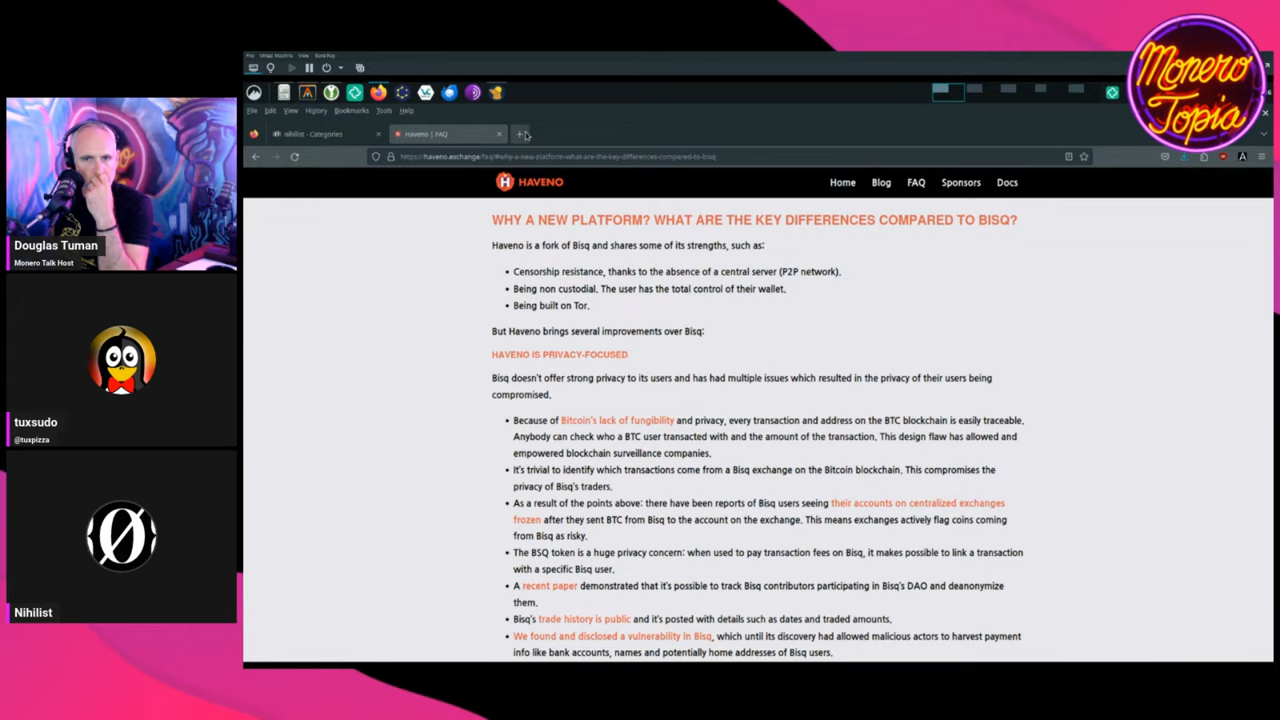 Monero
Topia
File Virtual Machine View Send Key
File Edit View History Bookmarks Tools Help
nihilist - Categories
Haveno | FAQ
https://haveno.exchange/faq/#why-a-new-platform-what-are-the-key-differences-compared-to-bisq
HAVENO
Home Blog FAQ Sponsors Docs
WHY A NEW PLATFORM? WHAT ARE THE KEY DIFFERENCES COMPARED TO BISQ?
Haveno is a fork of Bisq and shares some of its strengths, such as:
• Censorship resistance, thanks to the absence of a central server (P2P network).
• Being non custodial. The user has the total control of their wallet.
• Being built on Tor.
But Haveno brings several improvements over Bisq:
HAVENO IS PRIVACY-FOCUSED
Bisq doesn't offer strong privacy to its users and has had multiple issues which resulted in the privacy of their users being
compromised.
• Because of Bitcoin's lack of fungibility and privacy, every transaction and address on the BTC blockchain is easily traceable.
Anybody can check who a BTC user transacted with and the amount of the transaction. This design flaw has allowed and
empowered blockchain surveillance companies.
• It's trivial to identify which transactions come from a Bisq exchange on the Bitcoin blockchain. This compromises the
privacy of Bisq's traders.
• As a result of the points above: there have been reports of Bisq users seeing their accounts on centralized exchanges
frozen after they sent BTC from Bisq to the account on the exchange. This means exchanges actively flag coins coming
from Bisq as risky.
• The BSQ token is a huge privacy concern: when used to pay transaction fees on Bisq, it makes possible to link a transaction
with a specific Bisq user.
• A recent paper demonstrated that it's possible to track Bisq contributors participating in Bisq's DAO and deanonymize
them.
• Bisq's trade history is public and it's posted with details such as dates and traded amounts.
• We found and disclosed a vulnerability in Bisq, which until its discovery had allowed malicious actors to harvest payment
info like bank accounts, names and potentially home addresses of Bisq users.
Douglas Tuman
Monero Talk Host
tuxsudo
@tuxpizza
Nihilist